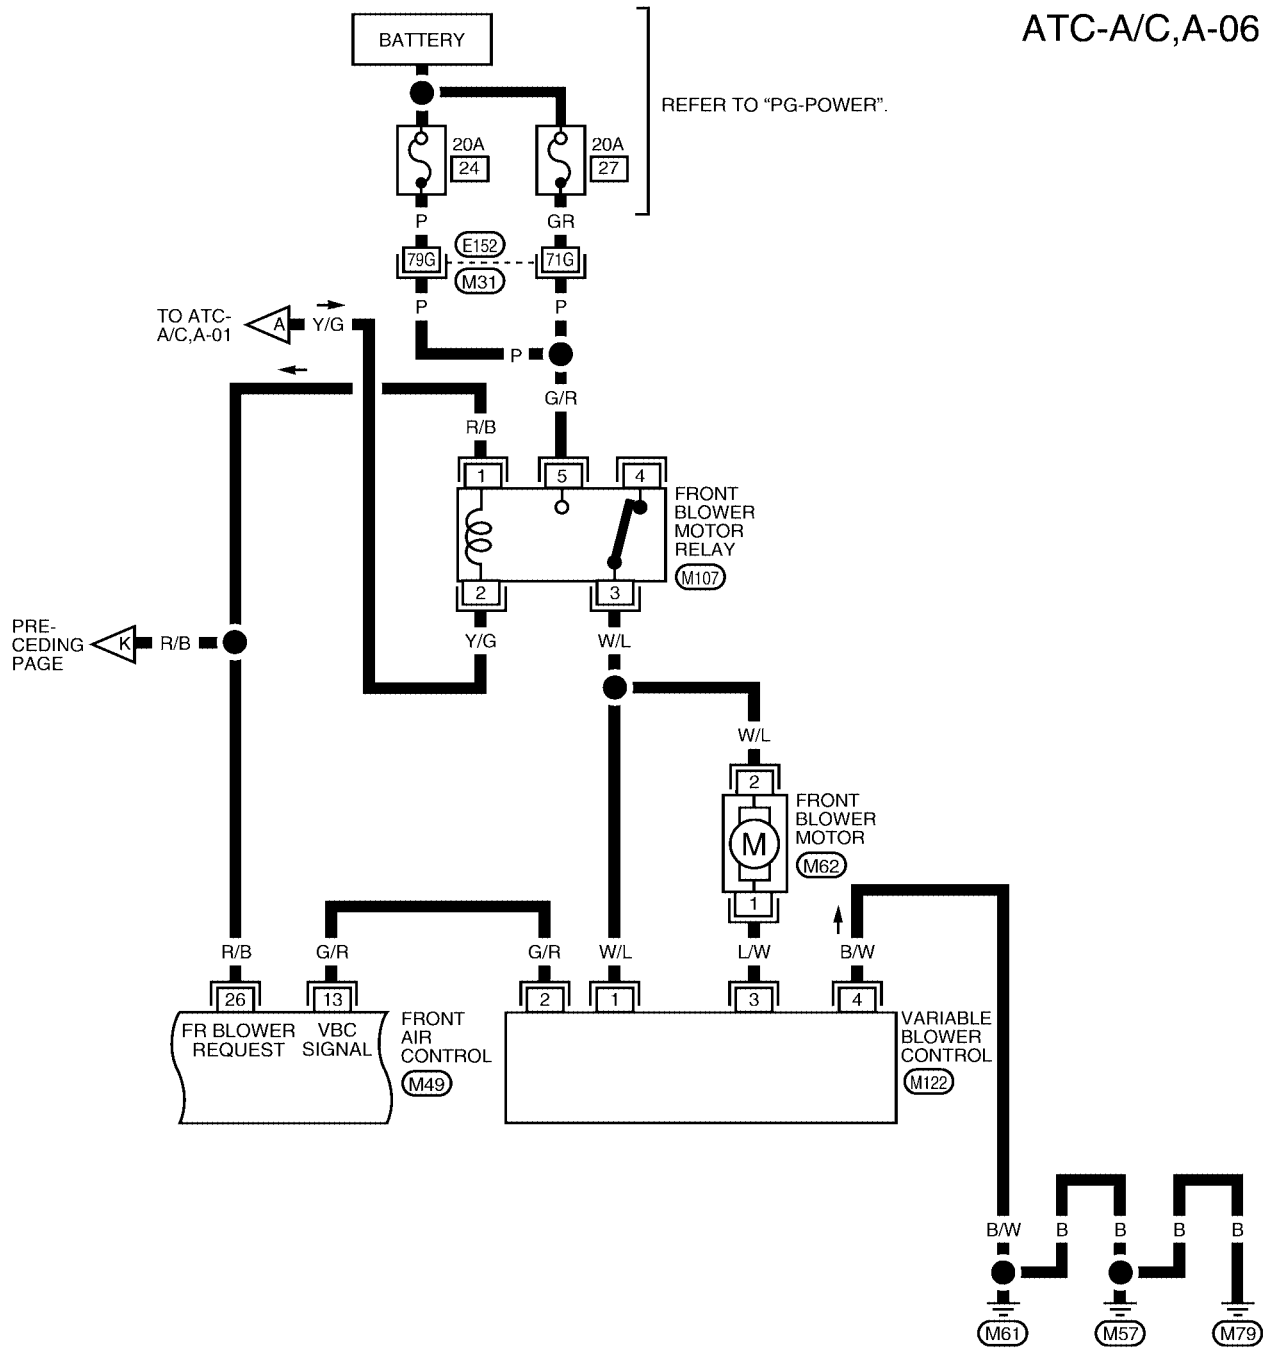 ATC-A/C,A-06
BATTERY
REFER TO “PG-POWER”.
20A
24
20A
27
P
GR
79G
E152
71G
M31
P
P
TO ATC-
A/C,A-01
A
Y/G
P
G/R
R/B
1
5
4
FRONT
BLOWER
MOTOR
RELAY
M107
2
3
PRE-
CEDING
PAGE
K
R/B
Y/G
W/L
W/L
2
FRONT
BLOWER
MOTOR
M
M62
1
R/B
G/R
G/R
W/L
L/W
B/W
26
13
2
1
3
4
FR BLOWER
REQUEST
VBC
SIGNAL
FRONT
AIR
CONTROL
M49
VARIABLE
BLOWER
CONTROL
M122
B/W
B
B
B
B
M61
M57
M79